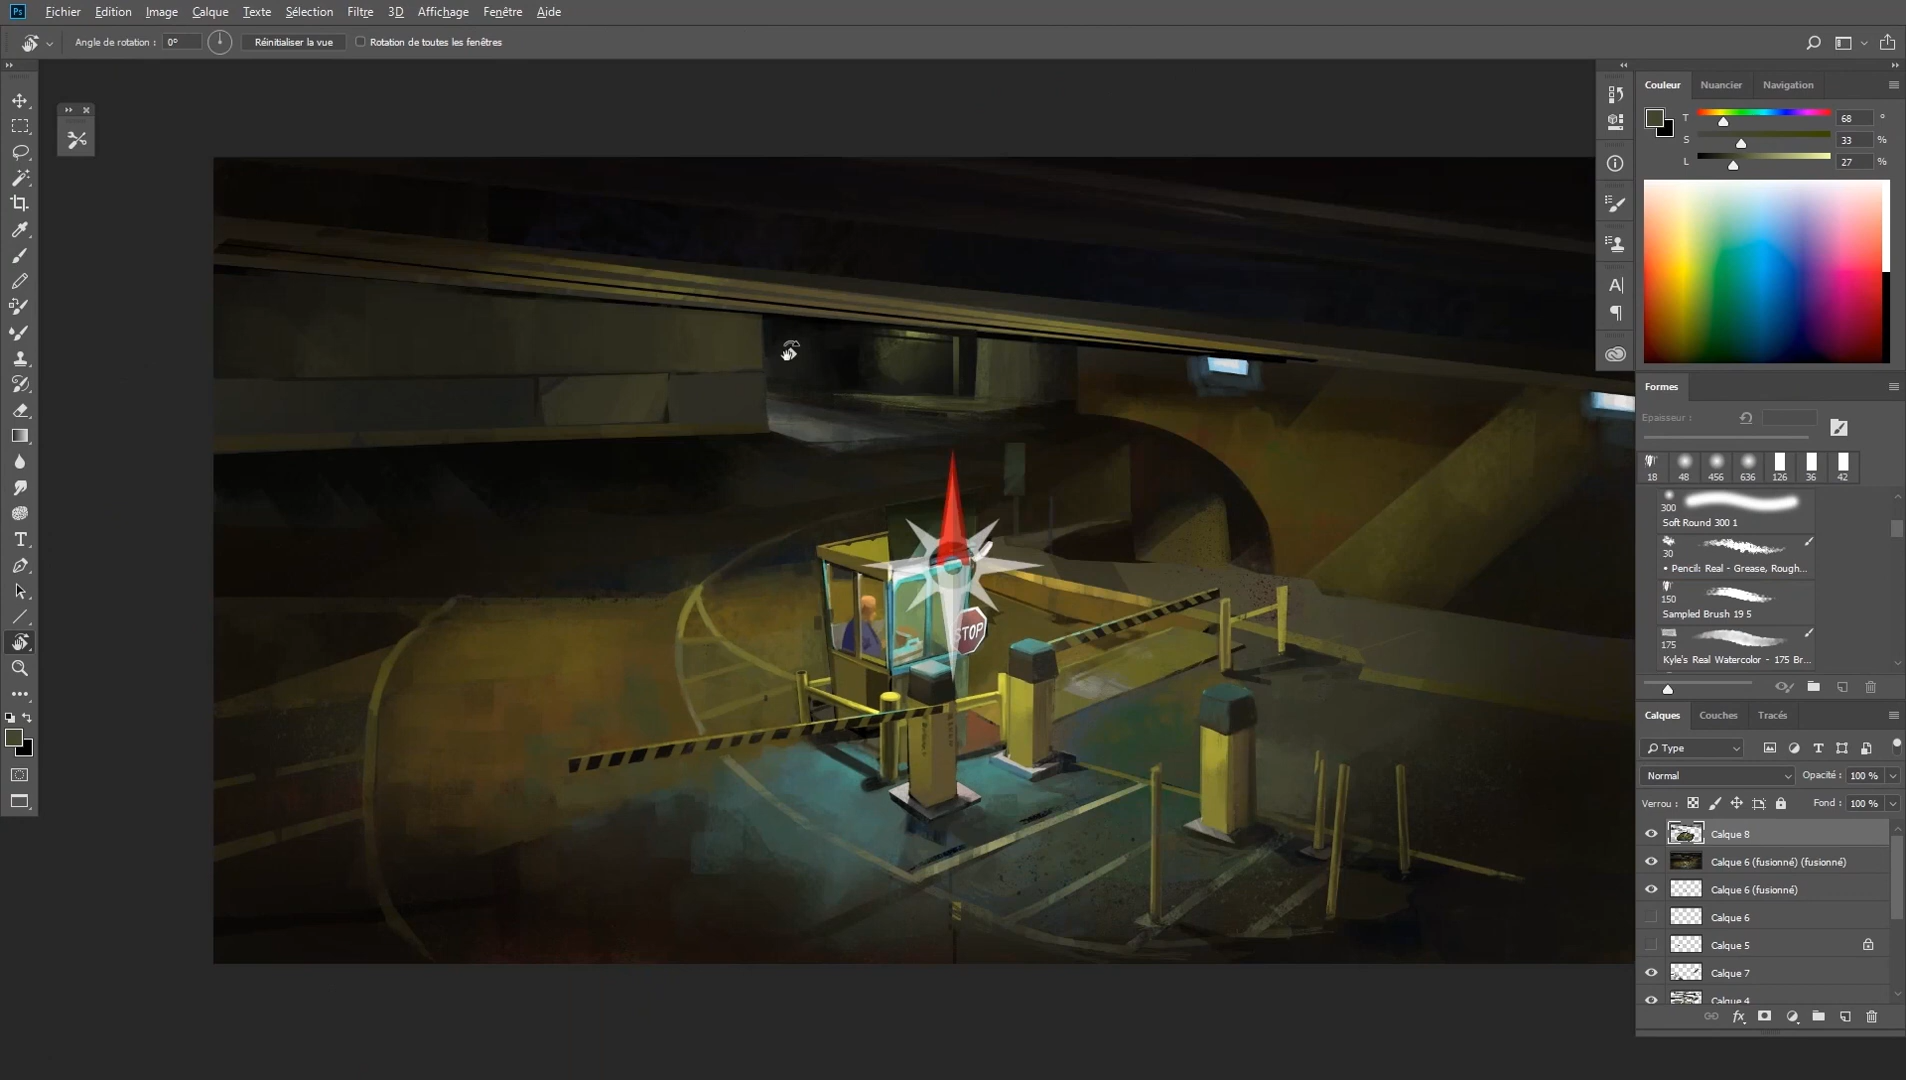 Ps Fichier Edition Image Calque Texte Sélection Filtre 3D Affichage Fenêtre Aide
Angle de rotation : 0° Réinitialiser la vue Rotation de toutes les fenêtres
Couleur Nuancier Navigation
T 68 °
S 33 %
L 27 %
Formes
Epaisseur :
18 48 456 636 126 36 42
300
Soft Round 300 1
30
• Pencil: Real - Grease, Rough...
150
Sampled Brush 19 5
175
Kyle's Real Watercolor - 175 Br...
STOP
Calques Couches Tracés
Type
Normal Opacité : 100 %
Verrou : Fond : 100 %
Calque 8
Calque 6 (fusionné) (fusionné)
Calque 6 (fusionné)
Calque 6
Calque 5
Calque 7
Calque 4